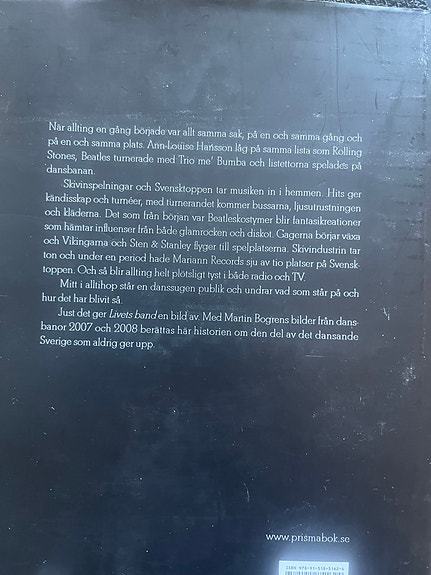 När allting en gång började var allt samma sak, på en och samma gång och
på en och samma plats. Ann-Louise Hansson låg på samma lista som Rolling
Stones, Beatles turnerade med Trio me' Bumba och listettorna spelades på
dansbanan.
Skivinspelningar och Svensktoppen tar musiken in i hemmen. Hits ger
kändisskap och turnéer, med turnerandet kommer bussarna, ljusutrustningen
och kläderna. Det som från början var Beatleskostymer blir fantasikreationer
som hämtar influenser från både glamrocken och diskot. Gagerna börjar växa
och Vikingarna och Sten & Stanley flyger till spelplatserna. Skivindustrin tar
ton och under en period hade Mariann Records sju av tio platser på Svensk-
toppen. Och så blir allting helt plötsligt tyst i både radio och TV.
Mitt i alltihop står en danssugen publik och undrar vad som står på och
hur det har blivit så.
Just det ger Livets band en bild av. Med Martin Bogrens bilder från dans-
banor 2007 och 2008 berättas här historien om den del av det dansande
Sverige som aldrig ger upp.
www.prismabok.se
ISBN 978-91-518-5162-4